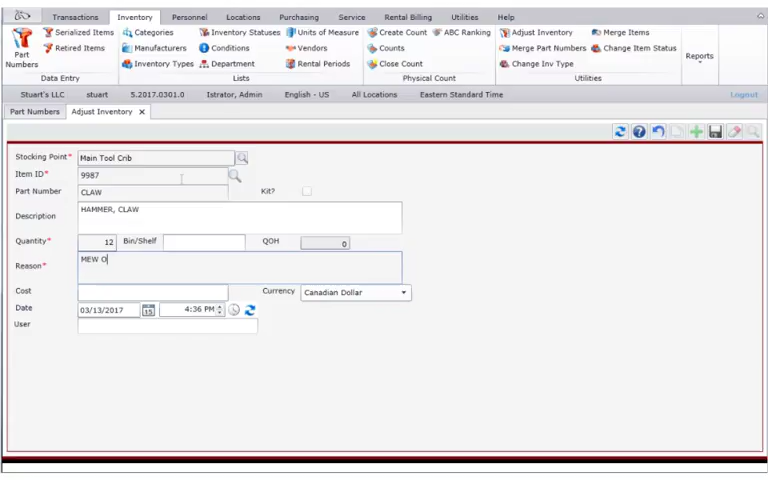 Transactions Inventory Personnel Locations Purchasing Service Rental Billing Utilities Help
Part Numbers
Serialized Items
Retired Items
Data Entry
Categories
Manufacturers
Inventory Types
Inventory Statuses
Conditions
Department
Units of Measure
Vendors
Rental Periods
Lists
Create Count
Counts
Close Count
ABC Ranking
Physical Count
Adjust Inventory
Merge Part Numbers
Change Inv Type
Merge Items
Change Item Status
Utilities
Reports
Stuart's LLC stuart 5.2017.0301.0 Istrator, Admin English - US All Locations Eastern Standard Time Logout
Part Numbers Adjust Inventory X
Stocking Point* Main Tool Crib
Item ID* 9987
Part Number CLAW Kit?
Description HAMMER, CLAW
Quantity* 12 Bin/Shelf QOH 0
Reason* MEW O
Cost Currency Canadian Dollar
Date 03/13/2017 15 4:36 PM
User